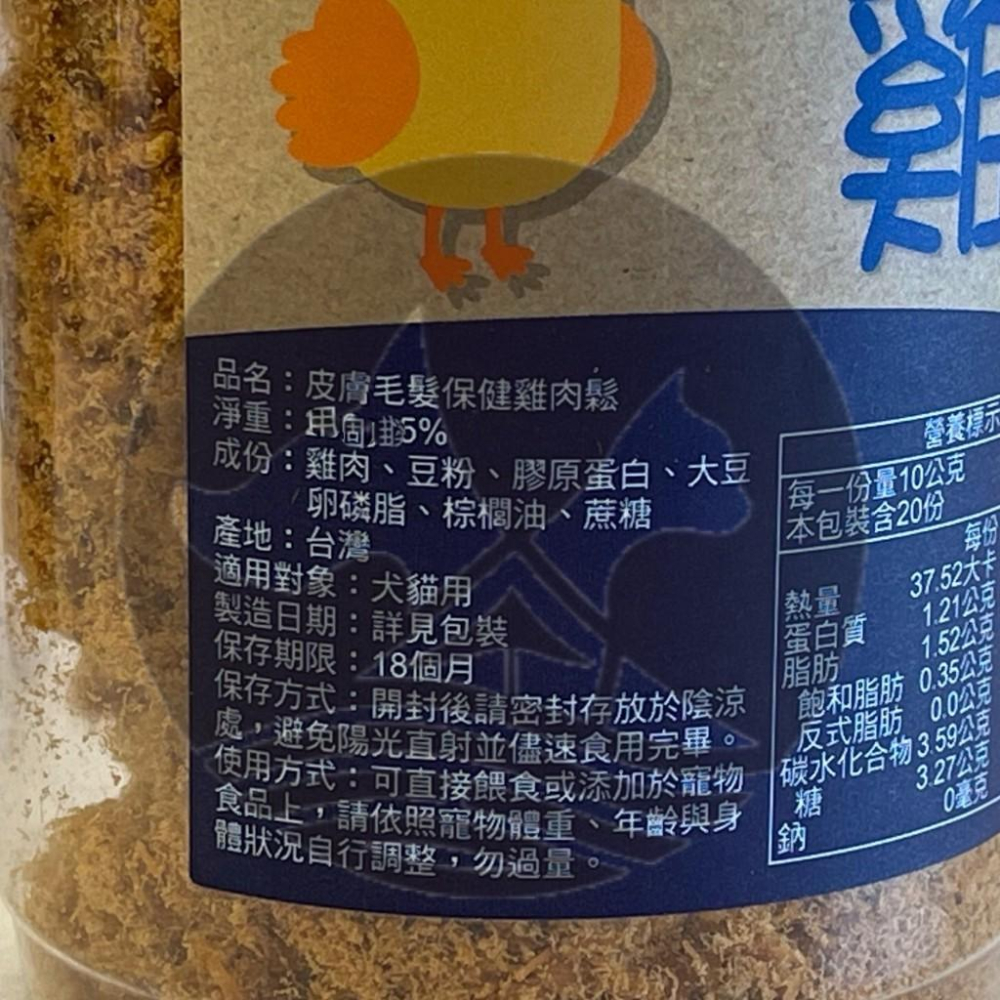 雞
品名：皮膚毛髮保健雞肉鬆
淨重：
成份：雞肉、豆粉、膠原蛋白、大豆
卵磷脂、棕櫚油、蔗糖
產地：台灣
適用對象：犬貓用
製造日期：詳見包裝
保存期限：18個月
保存方式：開封後請密封存放於陰涼
處，避免陽光直射並儘速食用完畢。
使用方式：可直接餵食或添加於寵物
食品上，請依照寵物體重、年齡與身
體狀況自行調整，勿過量。
營養標示
每一份量10公克
本包裝含20份
每份
熱量 37.52大卡
蛋白質 1.21公克
脂肪 1.52公克
飽和脂肪 0.35公克
反式脂肪 0.0公克
碳水化合物 3.59公克
糖 3.27公克
鈉 0毫克